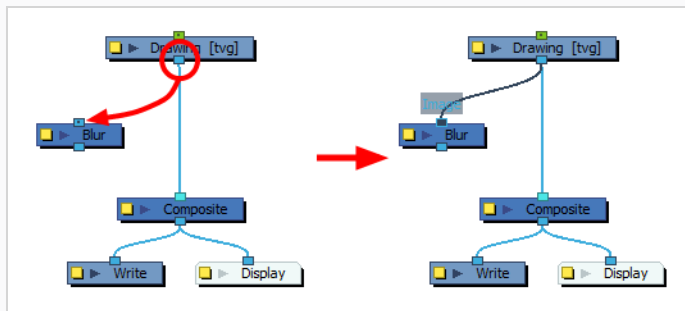 Drawing [tvg]
Blur
Composite
Write
Display
Drawing [tvg]
Image
Blur
Composite
Write
Display